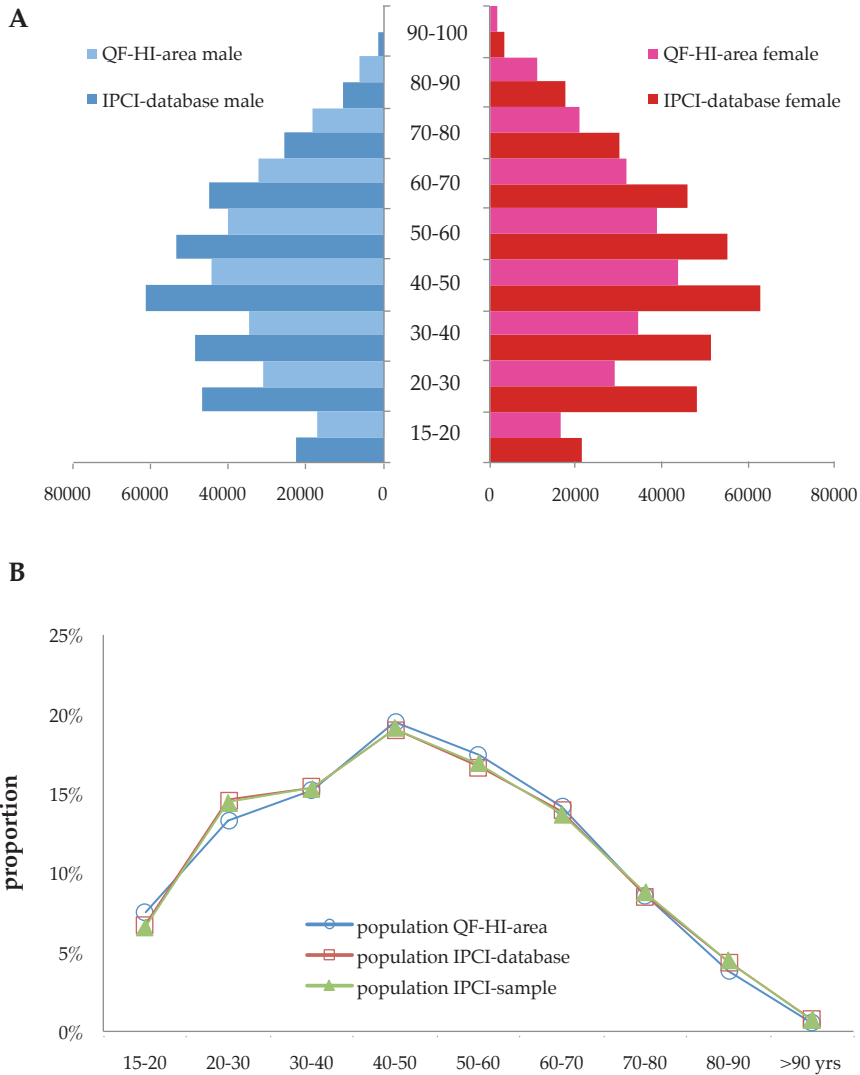 A
QF-HI-area male
IPCI-database male
90-100
80-90
70-80
60-70
50-60
40-50
30-40
20-30
15-20
QF-HI-area female
IPCI-database female
80000 60000 40000 20000 0
0 20000 40000 60000 80000
B
25%
20%
15%
10%
5%
0%
proportion
population QF-HI-area
population IPCI-database
population IPCI-sample
15-20 20-30 30-40 40-50 50-60 60-70 70-80 80-90 >90 yrs